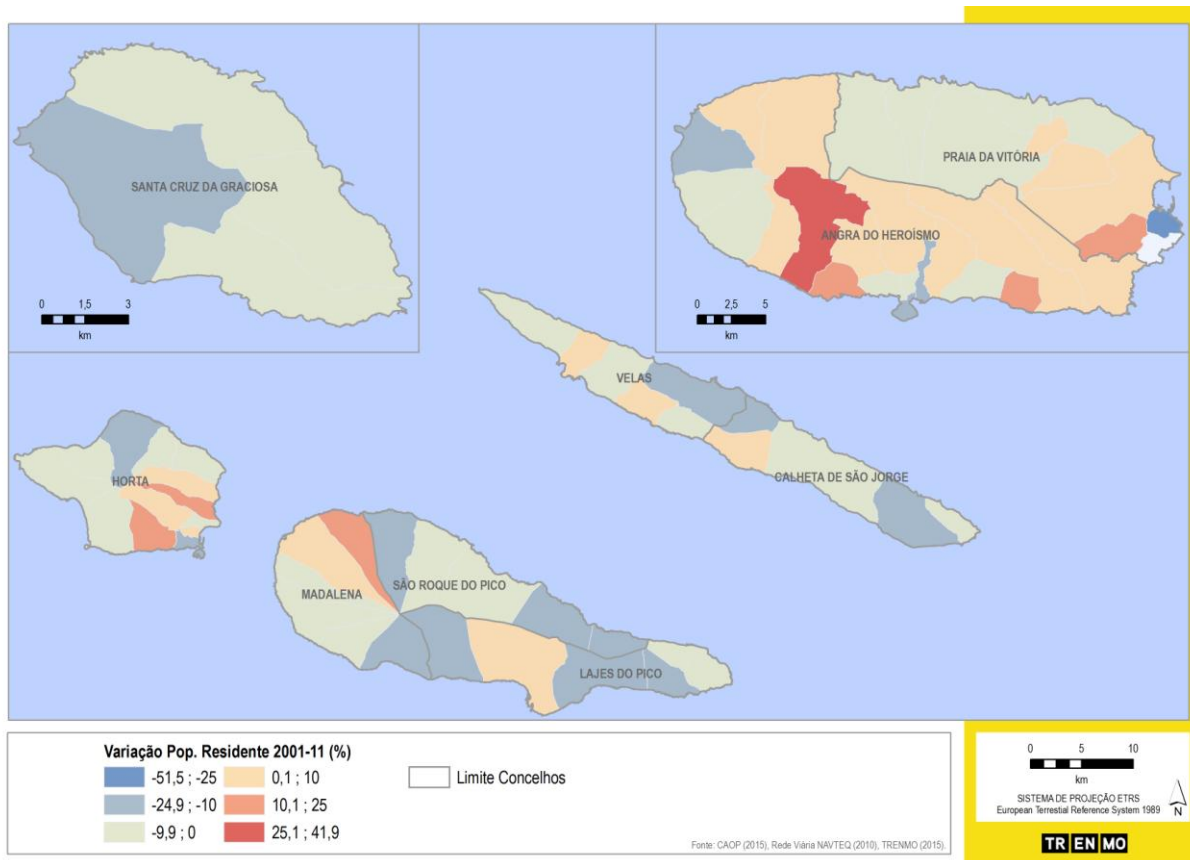 SANTA CRUZ DA GRACIOSA
0 1,5 3
km
PRAIA DA VITÓRIA
ANGRA DO HEROÍSMO
0 2,5 5
km
VELAS
CALHETA DE SÃO JORGE
HORTA
MADALENA
SÃO ROQUE DO PICO
LAJES DO PICO
Variação Pop. Residente 2001-11 (%)
-51,5 ; -25
-24,9 ; -10
-9,9 ; 0
0,1 ; 10
10,1 ; 25
25,1 ; 41,9
Limite Concelhos
Fonte: CAOP (2015), Rede Viária NAVTEQ (2010), TRENMO (2015).
0 5 10
km
SISTEMA DE PROJEÇÃO ETRS
European Terrestial Reference System 1989
N
TRENMO